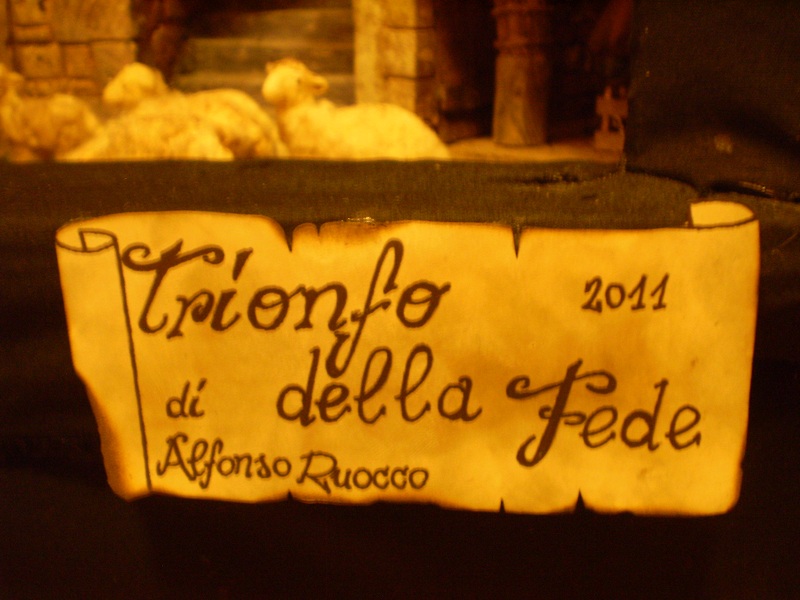 Trionfo 2011
della Fede
di
Alfonso Ruocco